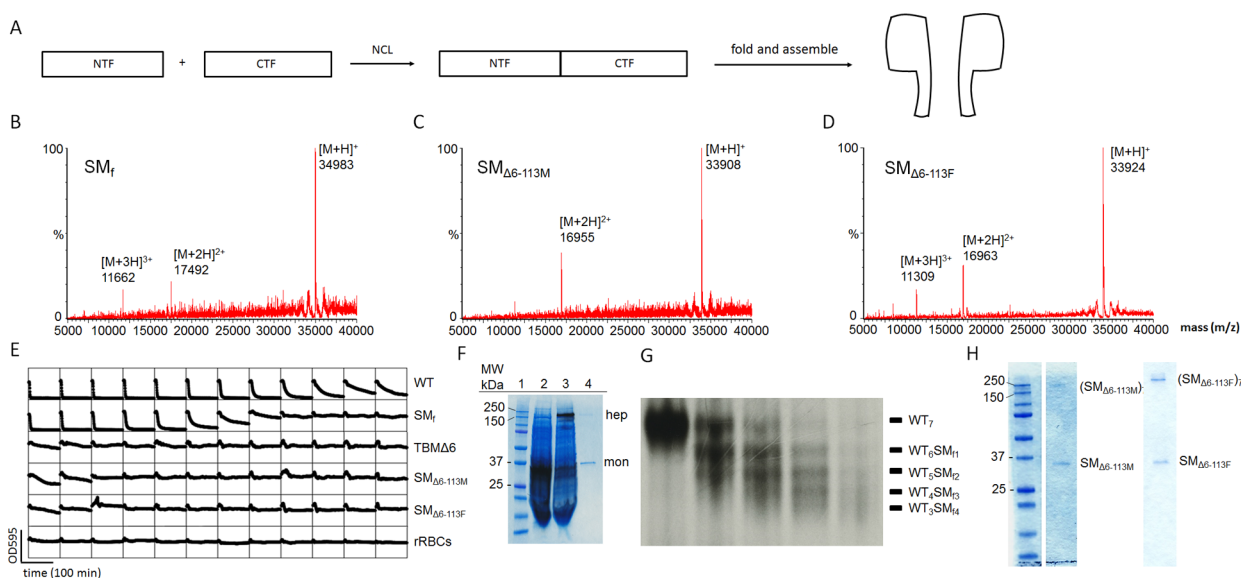 A
NTF
+
CTF
NCL
NTF
CTF
fold and assemble
B
100
%
0
SMf
[M+H]+
34983
[M+2H]2+
17492
[M+3H]3+
11662
5000 10000 15000 20000 25000 30000 35000 40000
C
100
%
0
SMΔ6-113M
[M+H]+
33908
[M+2H]2+
16955
5000 10000 15000 20000 25000 30000 35000 40000
D
100
%
0
SMΔ6-113F
[M+H]+
33924
[M+2H]2+
16963
[M+3H]3+
11309
5000 10000 15000 20000 25000 30000 35000 40000
mass (m/z)
E
WT
SMf
TBMΔ6
SMΔ6-113M
SMΔ6-113F
rRBCs
OD595
time (100 min)
F
MW
kDa
1 2 3 4
250
150
37
25
hep
mon
G
WT7
WT6SMf1
WT5SMf2
WT4SMf3
WT3SMf4
H
250
150
37
25
(SMΔ6-113M)
SMΔ6-113M
(SMΔ6-113F)7
SMΔ6-113F